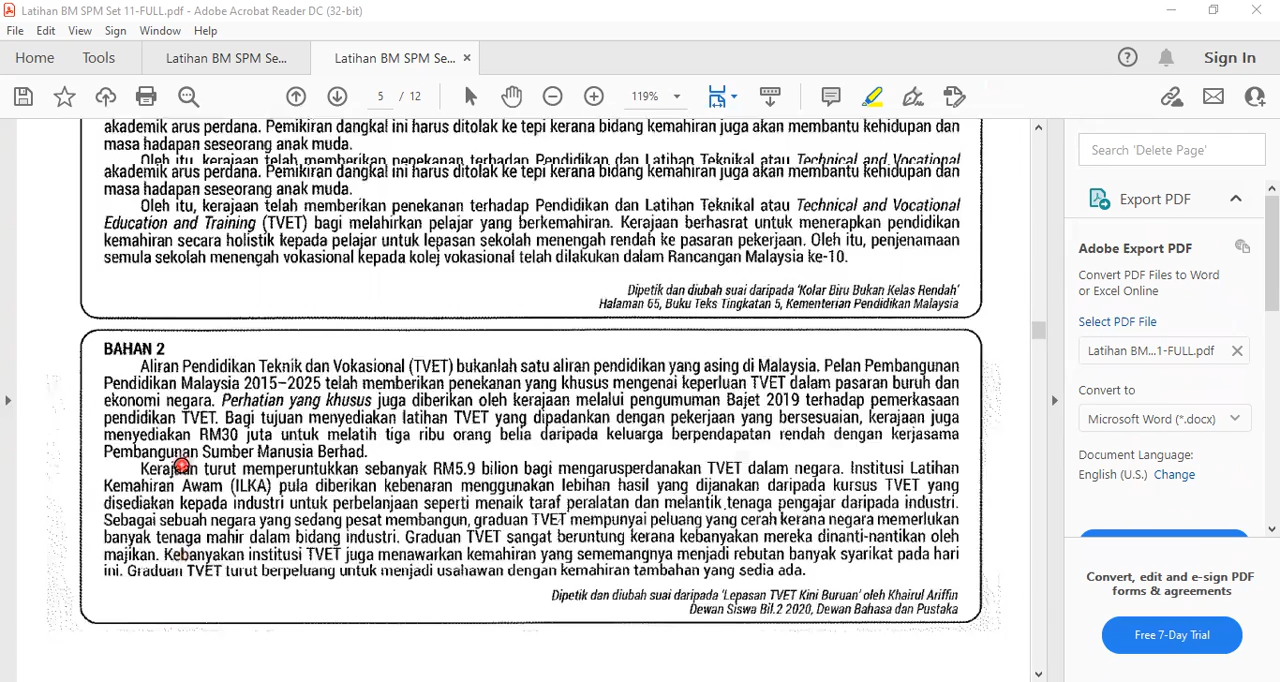 Latihan BM SPM Set 11-FULL.pdf - Adobe Acrobat Reader DC (32-bit)
File Edit View Sign Window Help
Home Tools Latihan BM SPM Se... Latihan BM SPM Se... × Sign In
5 / 12 119%
akademik arus perdana. Pemikiran dangkal ini harus ditolak ke tepi kerana bidang kemahiran juga akan membantu kehidupan dan
masa hadapan seseorang anak muda.
Oleh itu, kerajaan telah memberikan penekanan terhadap Pendidikan dan Latihan Teknikal atau Technical and Vocational
akademik arus perdana. Pemikiran dangkal ini harus ditolak ke tepi kerana bidang kemahiran juga akan membantu kehidupan dan
masa hadapan seseorang anak muda.
Oleh itu, kerajaan telah memberikan penekanan terhadap Pendidikan dan Latihan Teknikal atau Technical and Vocational
Education and Training (TVET) bagi melahirkan pelajar yang berkemahiran. Kerajaan berhasrat untuk menerapkan pendidikan
kemahiran secara holistik kepada pelajar untuk lepasan sekolah menengah rendah ke pasaran pekerjaan. Oleh itu, penjenamaan
semula sekolah menengah vokasional kepada kolej vokasional telah dilakukan dalam Rancangan Malaysia ke-10.
Dipetik dan diubah suai daripada 'Kolar Biru Bukan Kelas Rendah'
Halaman 65, Buku Teks Tingkatan 5, Kementerian Pendidikan Malaysia
BAHAN 2
Aliran Pendidikan Teknik dan Vokasional (TVET) bukanlah satu aliran pendidikan yang asing di Malaysia. Pelan Pembangunan
Pendidikan Malaysia 2015–2025 telah memberikan penekanan yang khusus mengenai keperluan TVET dalam pasaran buruh dan
ekonomi negara. Perhatian yang khusus juga diberikan oleh kerajaan melalui pengumuman Bajet 2019 terhadap pemerkasaan
pendidikan TVET. Bagi tujuan menyediakan latihan TVET yang dipadankan dengan pekerjaan yang bersesuaian, kerajaan juga
menyediakan RM30 juta untuk melatih tiga ribu orang belia daripada keluarga berpendapatan rendah dengan kerjasama
Pembangunan Sumber Manusia Berhad.
Kerajaan turut memperuntukkan sebanyak RM5.9 bilion bagi mengarusperdanakan TVET dalam negara. Institusi Latihan
Kemahiran Awam (ILKA) pula diberikan kebenaran menggunakan lebihan hasil yang dijanakan daripada kursus TVET yang
disediakan kepada industri untuk perbelanjaan seperti menaik taraf peralatan dan melantik tenaga pengajar daripada industri.
Sebagai sebuah negara yang sedang pesat membangun, graduan TVET mempunyai peluang yang cerah kerana negara memerlukan
banyak tenaga mahir dalam bidang industri. Graduan TVET sangat beruntung kerana kebanyakan mereka dinanti-nantikan oleh
majikan. Kebanyakan institusi TVET juga menawarkan kemahiran yang sememangnya menjadi rebutan banyak syarikat pada hari
ini. Graduan TVET turut berpeluang untuk menjadi usahawan dengan kemahiran tambahan yang sedia ada.
Dipetik dan diubah suai daripada 'Lepasan TVET Kini Buruan' oleh Khairul Ariffin
Dewan Siswa Bil.2 2020, Dewan Bahasa dan Pustaka
Search 'Delete Page'
Export PDF
Adobe Export PDF
Convert PDF Files to Word
or Excel Online
Select PDF File
Latihan BM...1-FULL.pdf
Convert to
Microsoft Word (*.docx)
Document Language:
English (U.S.) Change
Convert, edit and e-sign PDF
forms & agreements
Free 7-Day Trial